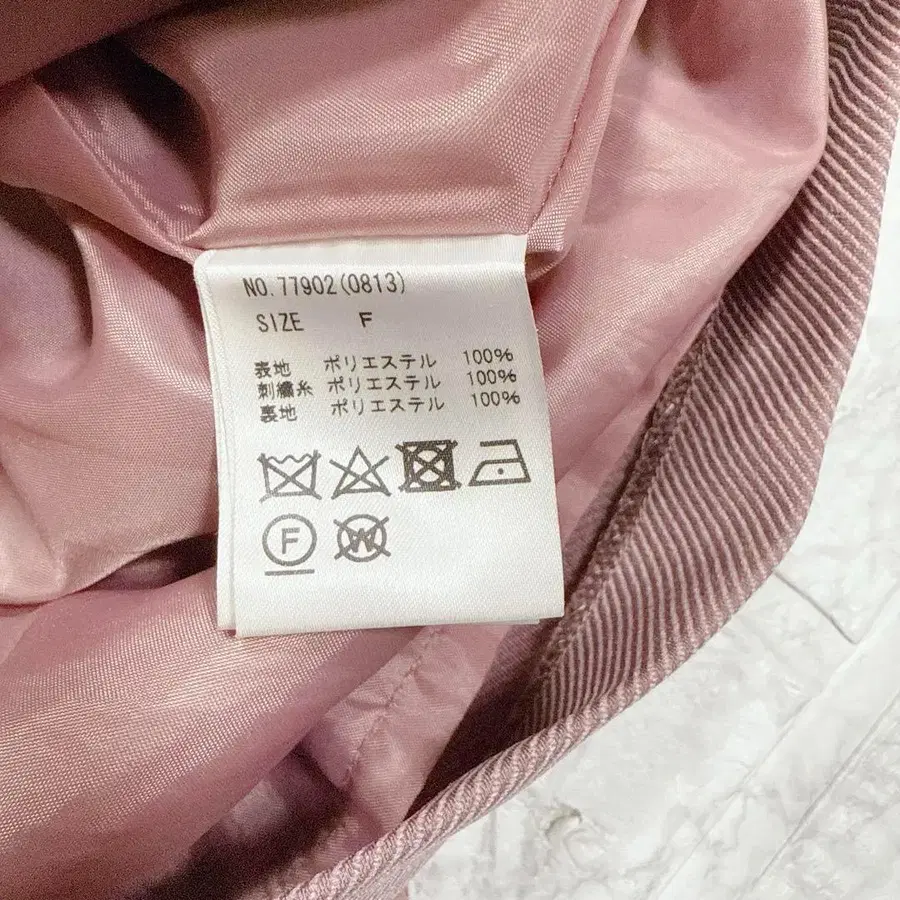 NO.77902(0813)
SIZE F
表地 ポリエステル 100%
刺繍糸 ポリエステル 100%
裏地 ポリエステル 100%
F W